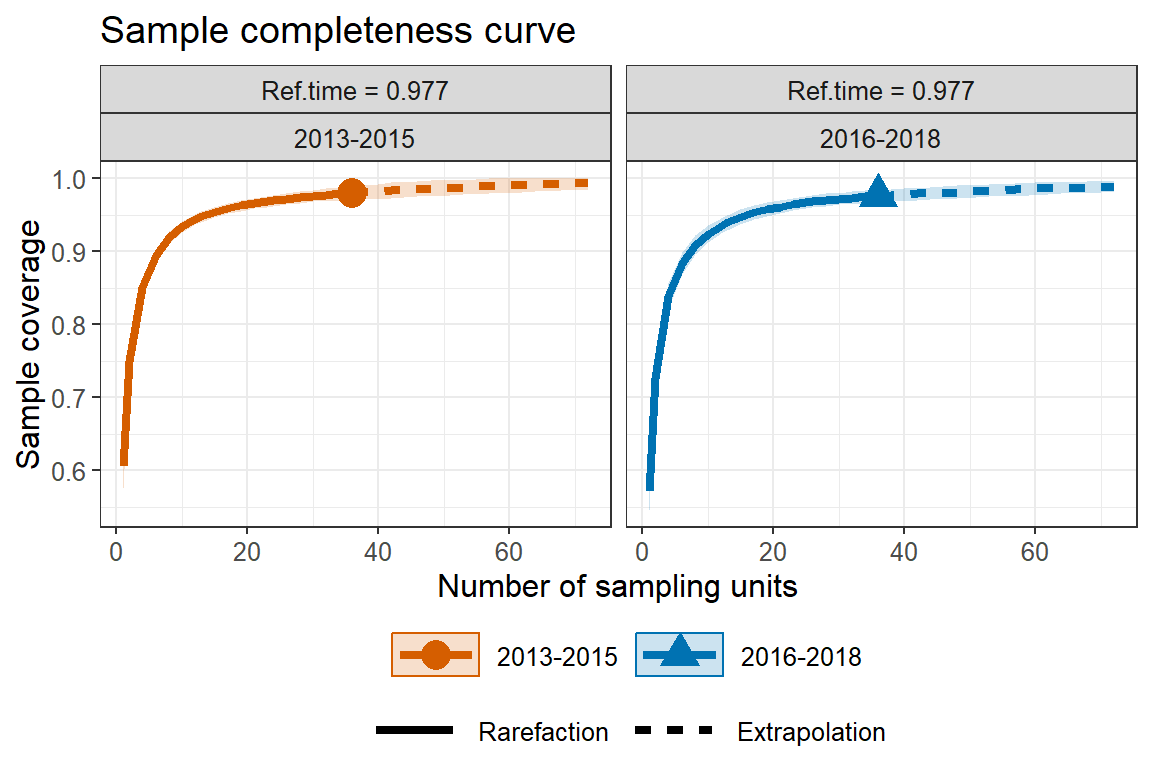 Sample completeness curve
Ref.time = 0.977
Ref.time = 0.977
2013-2015
2016-2018
Sample coverage
1.0
0.9
0.8
0.7
0.6
0 20 40 60
0 20 40 60
Number of sampling units
2013-2015 2016-2018
Rarefaction Extrapolation